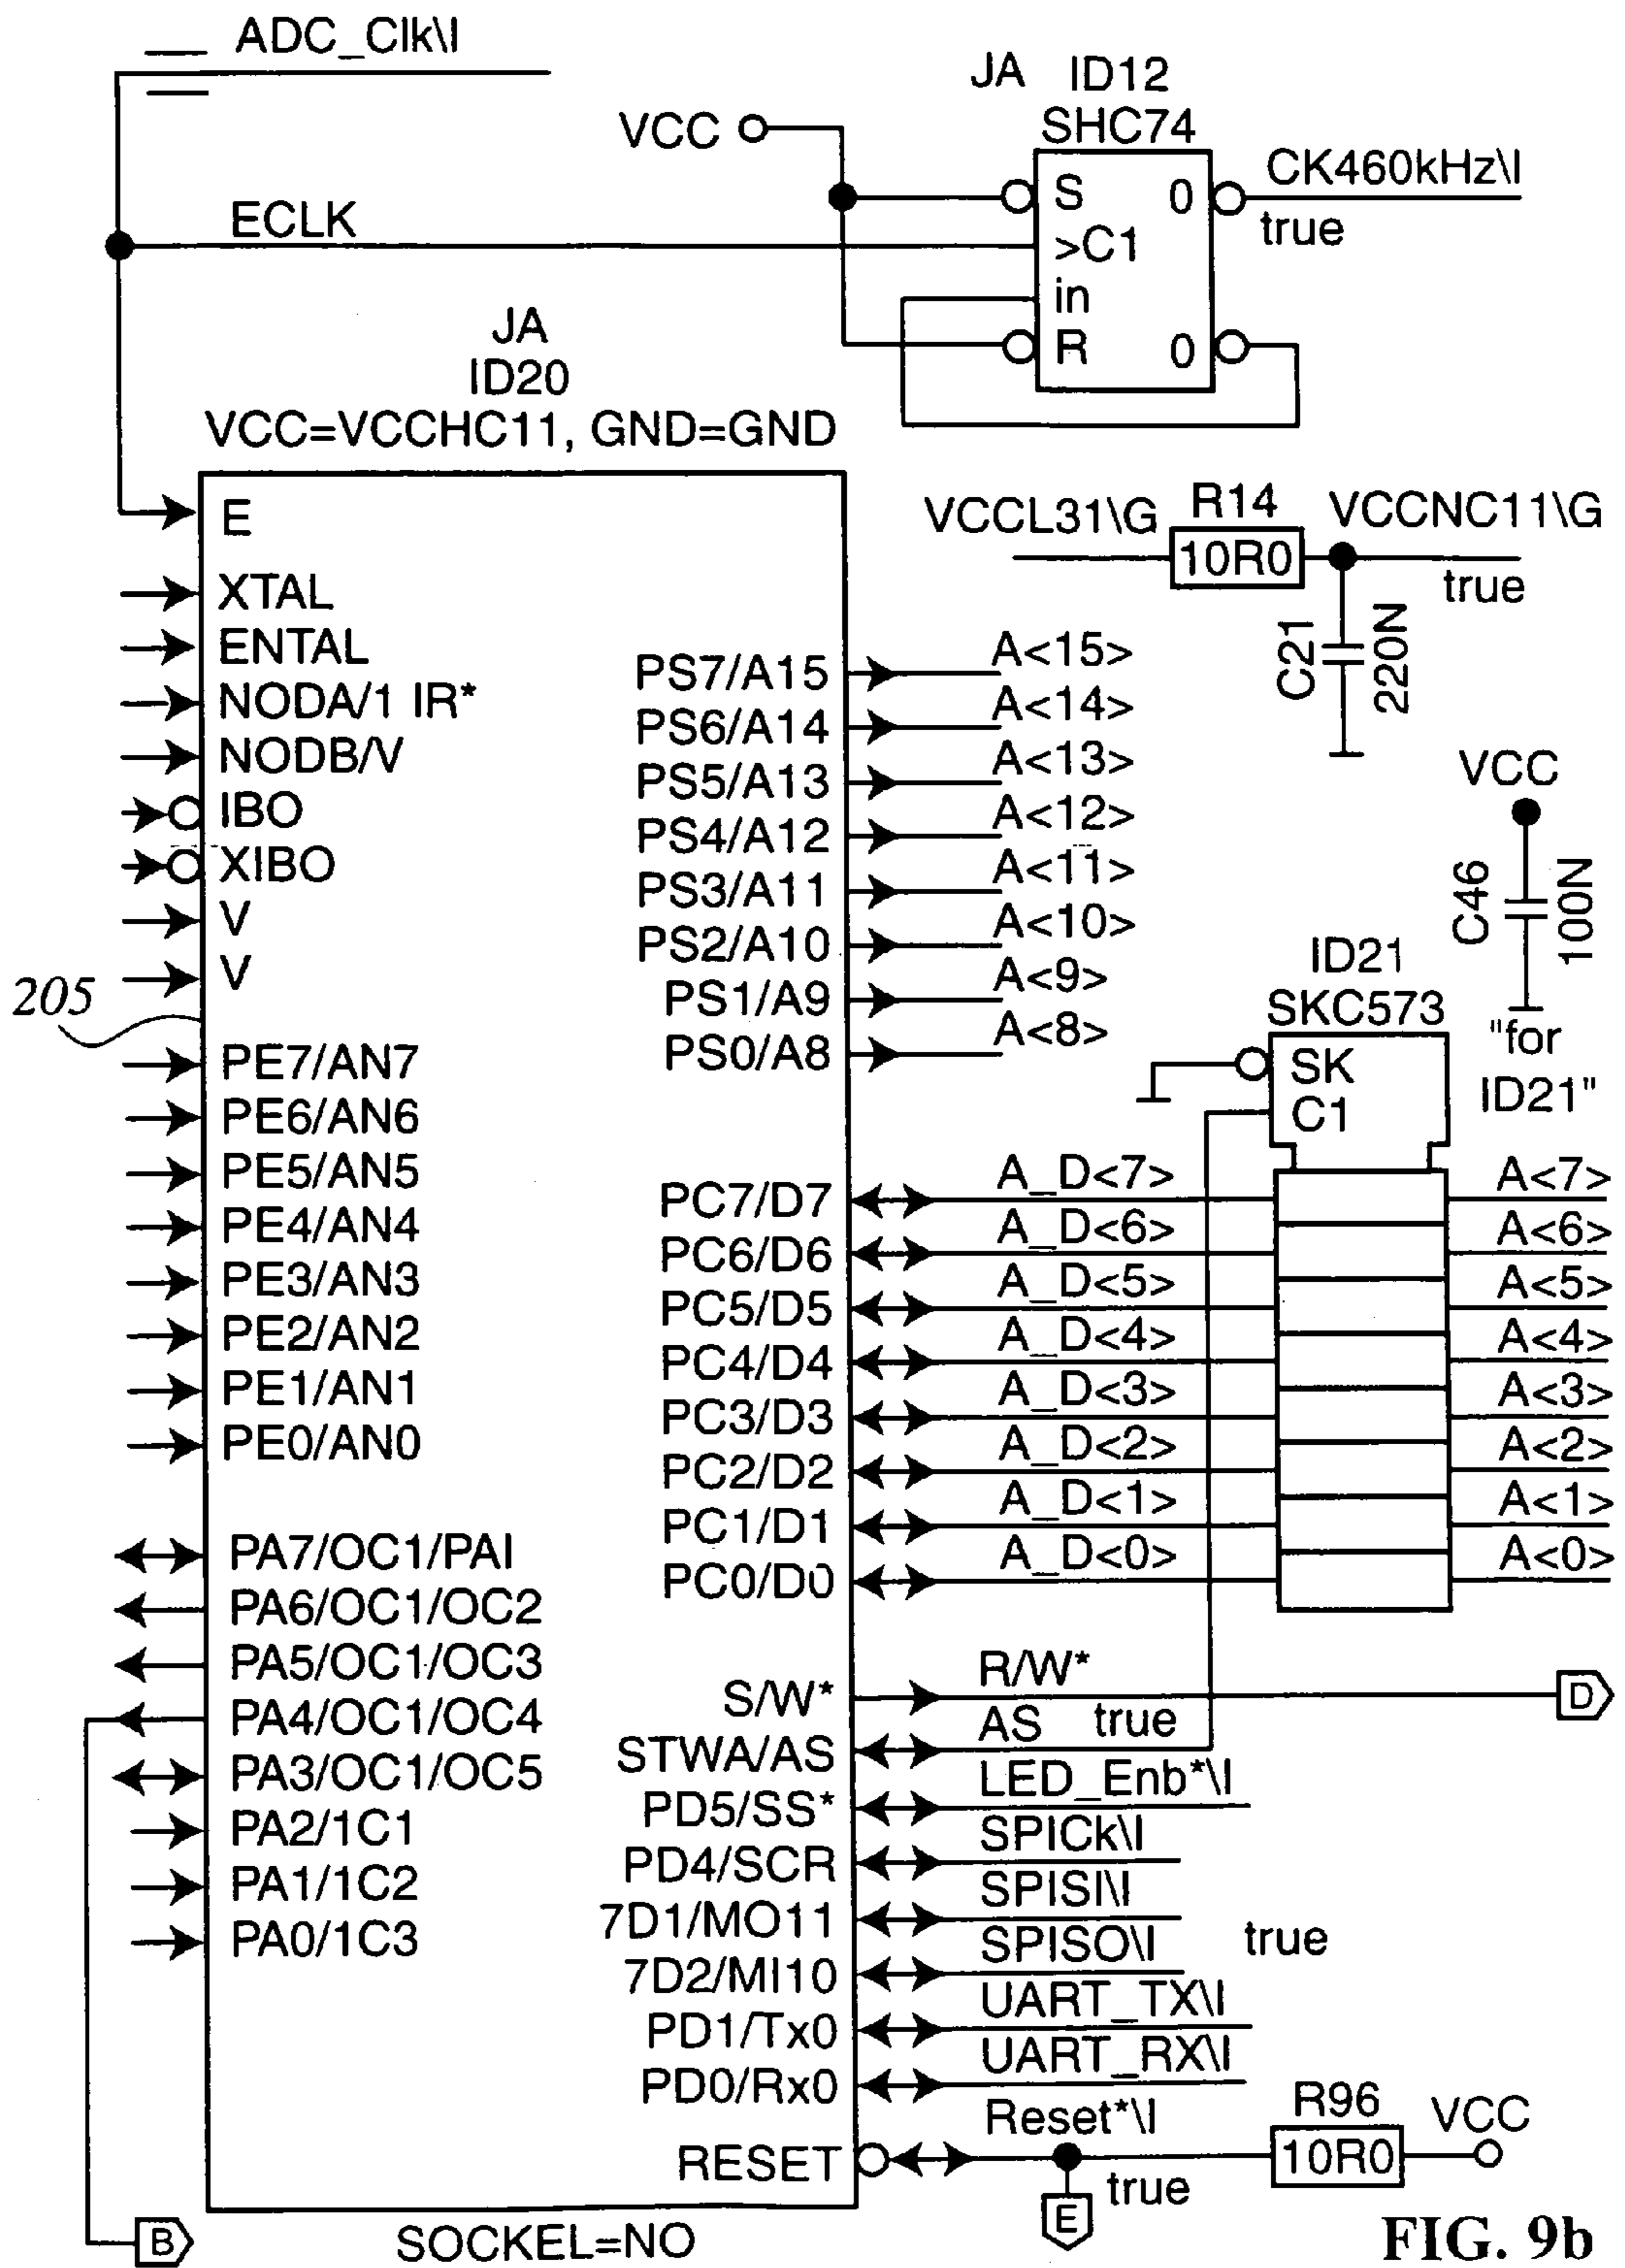 ADC_Clk\I
JA ID12
SHC74
VCC
S 0
CK460kHz\I
true
ECLK
>C1
in
R 0
JA
ID20
VCC=VCCHC11, GND=GND
E
XTAL
ENTAL
NODA/1 IR*
NODB/V
IBO
XIBO
V
V
205
PE7/AN7
PE6/AN6
PE5/AN5
PE4/AN4
PE3/AN3
PE2/AN2
PE1/AN1
PE0/AN0
PA7/OC1/PAI
PA6/OC1/OC2
PA5/OC1/OC3
PA4/OC1/OC4
PA3/OC1/OC5
PA2/1C1
PA1/1C2
PA0/1C3
B
SOCKEL=NO
VCCL31\G
R14
10R0
VCCNC11\G
true
C21
220N
PS7/A15 A<15>
PS6/A14 A<14>
PS5/A13 A<13>
PS4/A12 A<12>
PS3/A11 A<11>
PS2/A10 A<10>
PS1/A9 A<9>
PS0/A8 A<8>
VCC
C46
100N
"for
ID21"
ID21
SKC573
SK
C1
PC7/D7 A_D<7> A<7>
PC6/D6 A_D<6> A<6>
PC5/D5 A_D<5> A<5>
PC4/D4 A_D<4> A<4>
PC3/D3 A_D<3> A<3>
PC2/D2 A_D<2> A<2>
PC1/D1 A_D<1> A<1>
PC0/D0 A_D<0> A<0>
S/W* R/W* D
STWA/AS AS true
PD5/SS* LED_Enb*\I
PD4/SCR SPICk\I
7D1/MO11 SPISI\I
7D2/MI10 SPISO\I true
PD1/Tx0 UART_TX\I
PD0/Rx0 UART_RX\I
RESET Reset*\I
true
E
R96
10R0
VCC
FIG. 9b